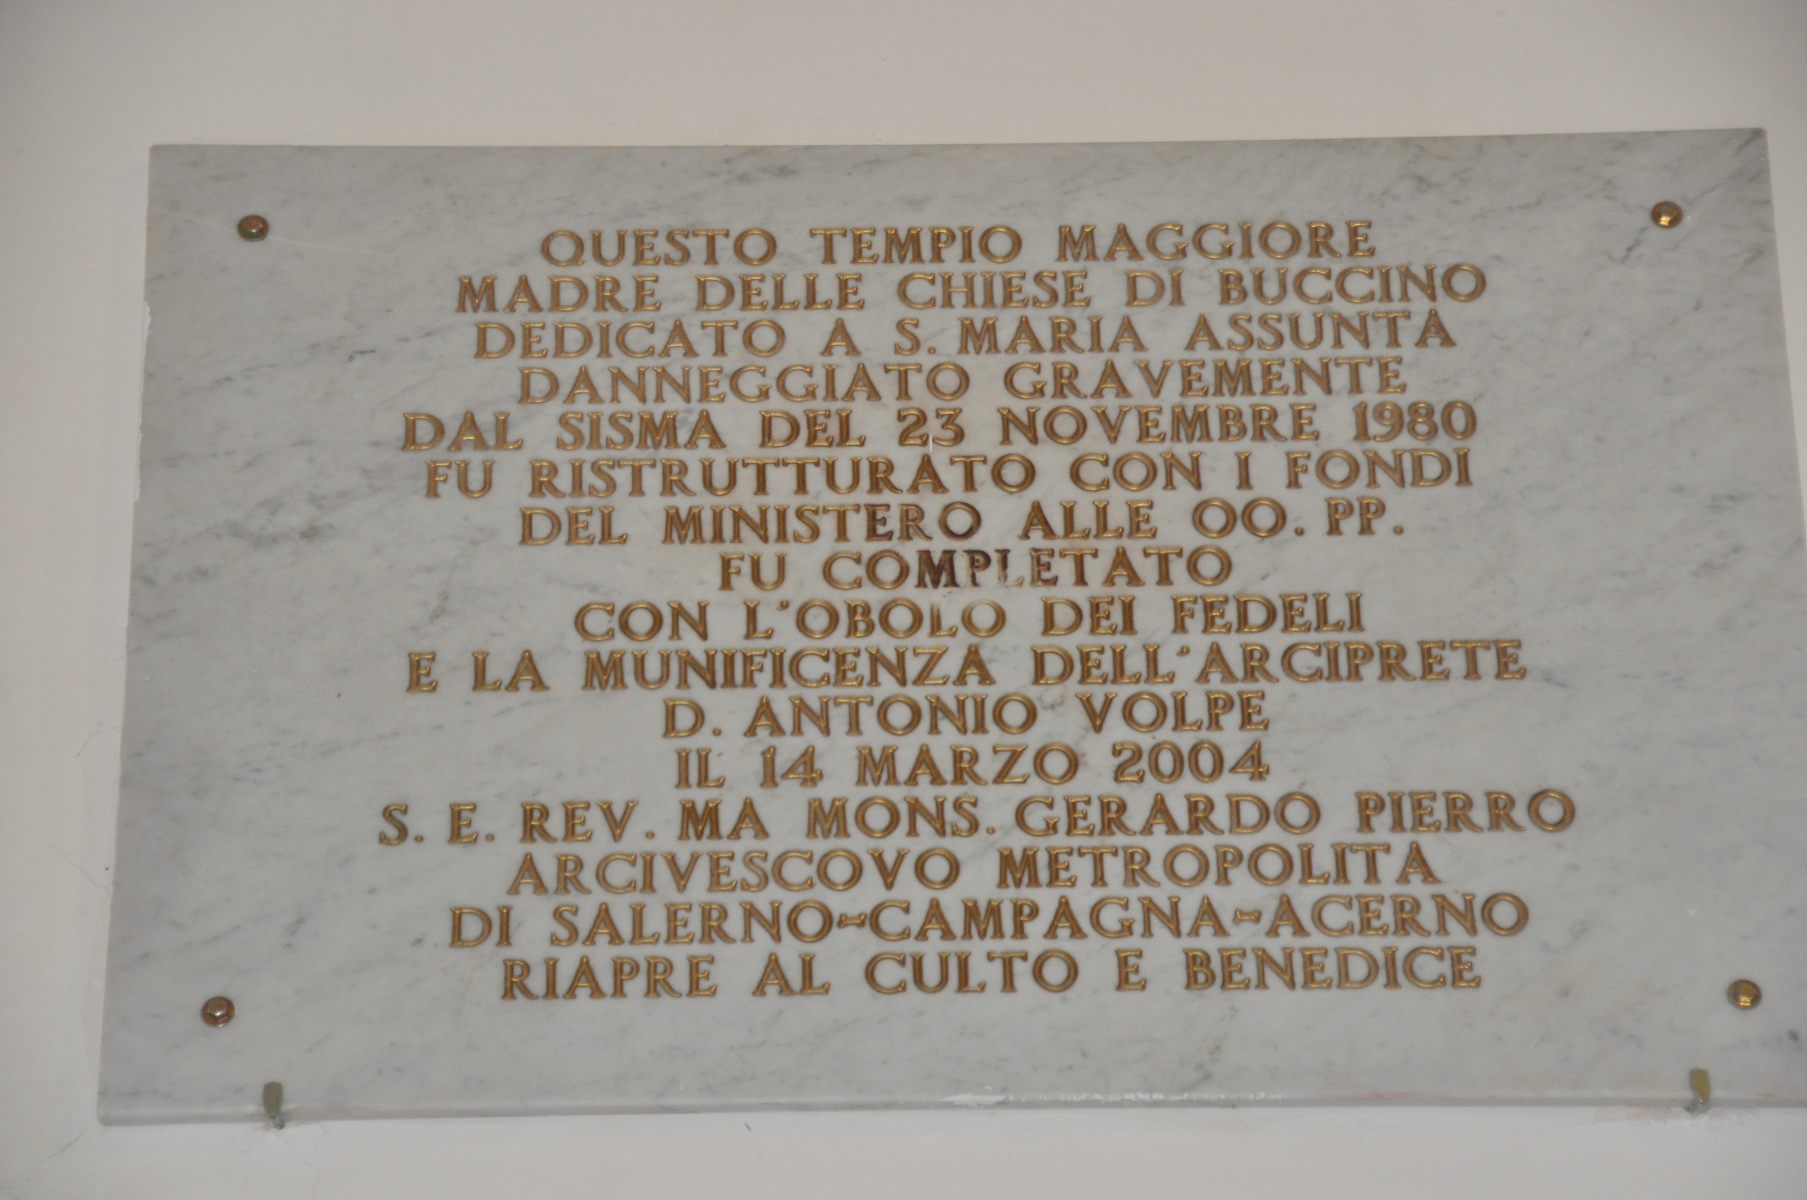 QUESTO TEMPIO MAGGIORE
MADRE DELLE CHIESE DI BUCCINO
DEDICATO A S. MARIA ASSUNTA
DANNEGGIATO GRAVEMENTE
DAL SISMA DEL 23 NOVEMBRE 1980
FU RISTRUTTURATO CON I FONDI
DEL MINISTERO ALLE OO. PP.
FU COMPLETATO
CON L'OBOLO DEI FEDELI
E LA MUNIFICENZA DELL'ARCIPRETE
D. ANTONIO VOLPE
IL 14 MARZO 2004
S. E. REV. MA MONS. GERARDO PIERRO
ARCIVESCOVO METROPOLITA
DI SALERNO-CAMPAGNA-ACERNO
RIAPRE AL CULTO E BENEDICE